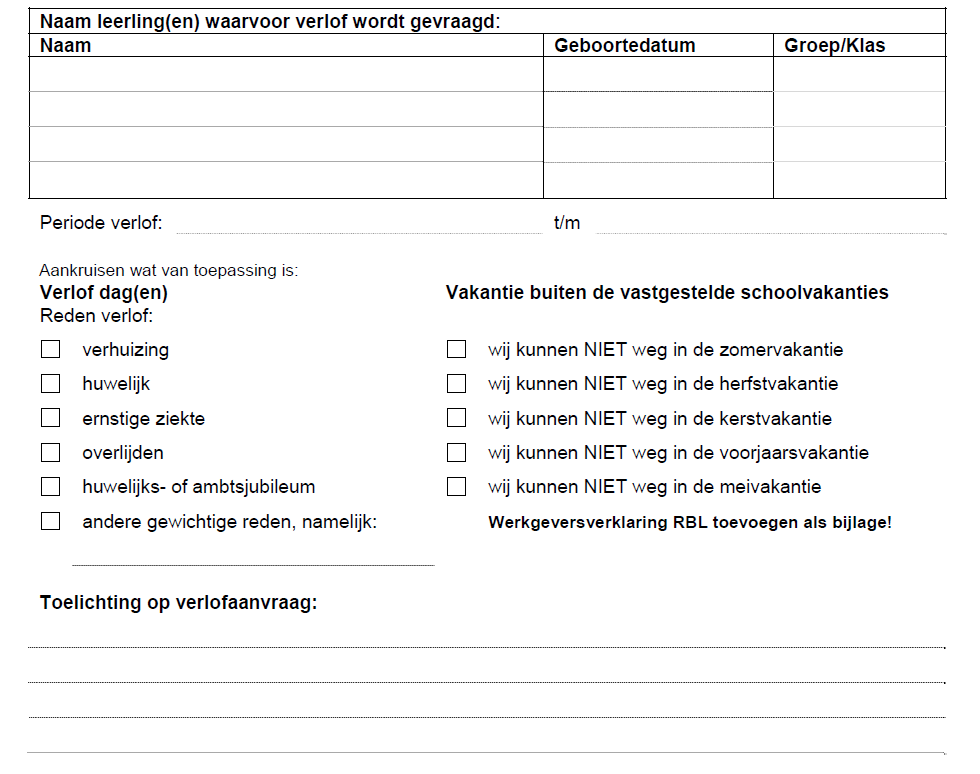 Naam leerling(en) waarvoor verlof wordt gevraagd:
Naam Geboortedatum Groep/Klas
Periode verlof: t/m
Aankruisen wat van toepassing is:
Verlof dag(en)
Reden verlof:
verhuizing
huwelijk
ernstige ziekte
overlijden
huwelijks- of ambtsjubileum
andere gewichtige reden, namelijk:
Vakantie buiten de vastgestelde schoolvakanties
wij kunnen NIET weg in de zomervakantie
wij kunnen NIET weg in de herfstvakantie
wij kunnen NIET weg in de kerstvakantie
wij kunnen NIET weg in de voorjaarsvakantie
wij kunnen NIET weg in de meivakantie
Werkgeversverklaring RBL toevoegen als bijlage!
Toelichting op verlofaanvraag: